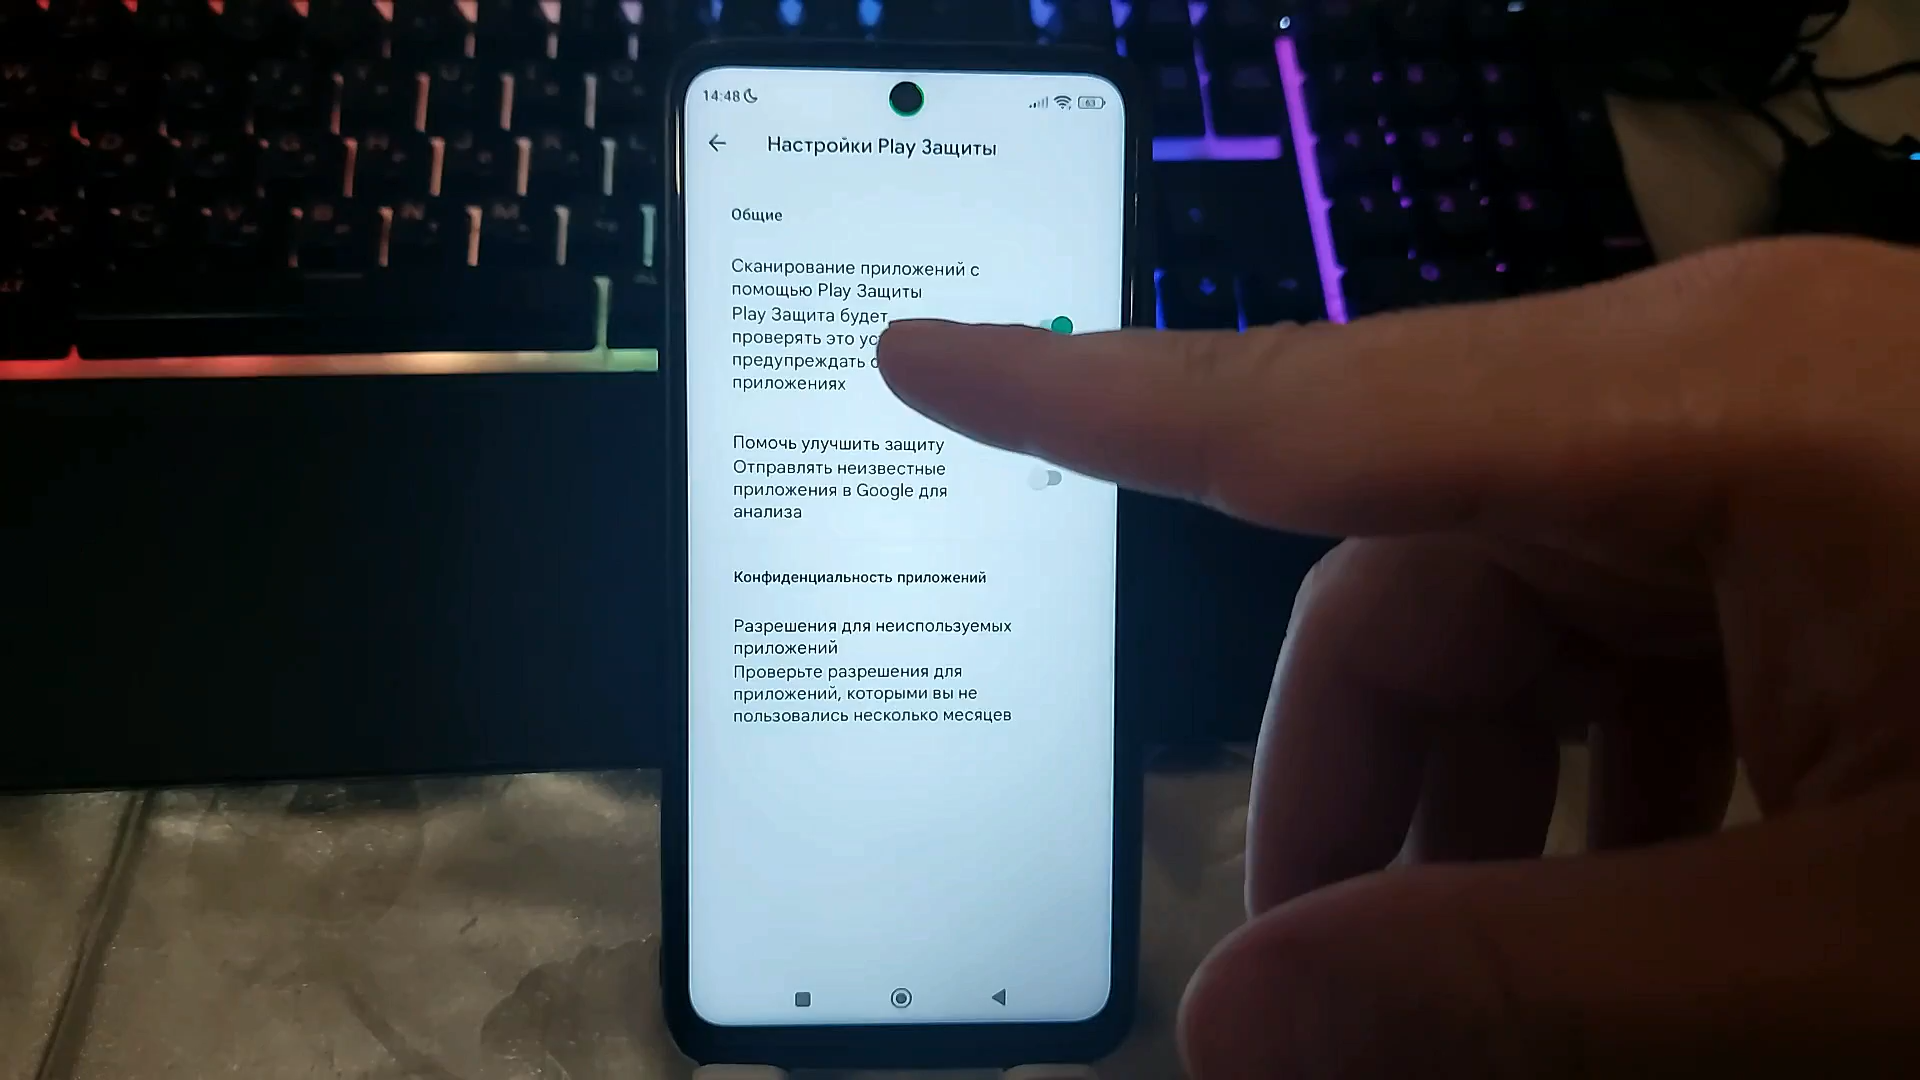 14:48
63
Настройки Play Защиты
Общие
Сканирование приложений с
помощью Play Защиты
Play Защита будет
проверять это ус
предупреждать о
приложениях
Помочь улучшить защиту
Отправлять неизвестные
приложения в Google для
анализа
Конфиденциальность приложений
Разрешения для неиспользуемых
приложений
Проверьте разрешения для
приложений, которыми вы не
пользовались несколько месяцев